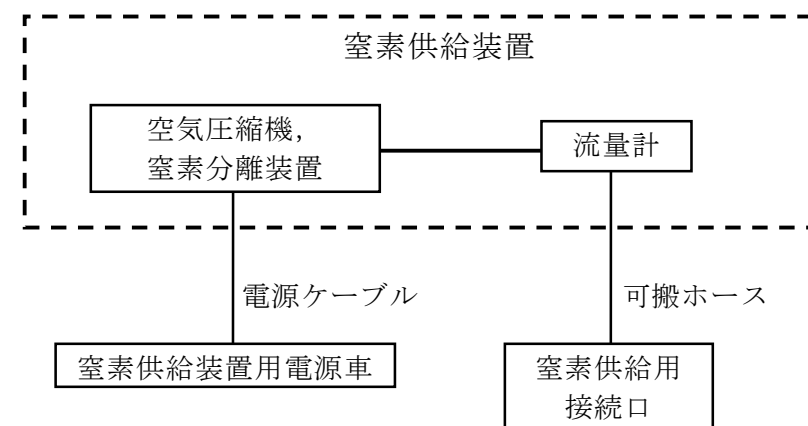 窒素供給装置
空気圧縮機,
窒素分離装置
流量計
電源ケーブル
可搬ホース
窒素供給装置用電源車
窒素供給用
接続口